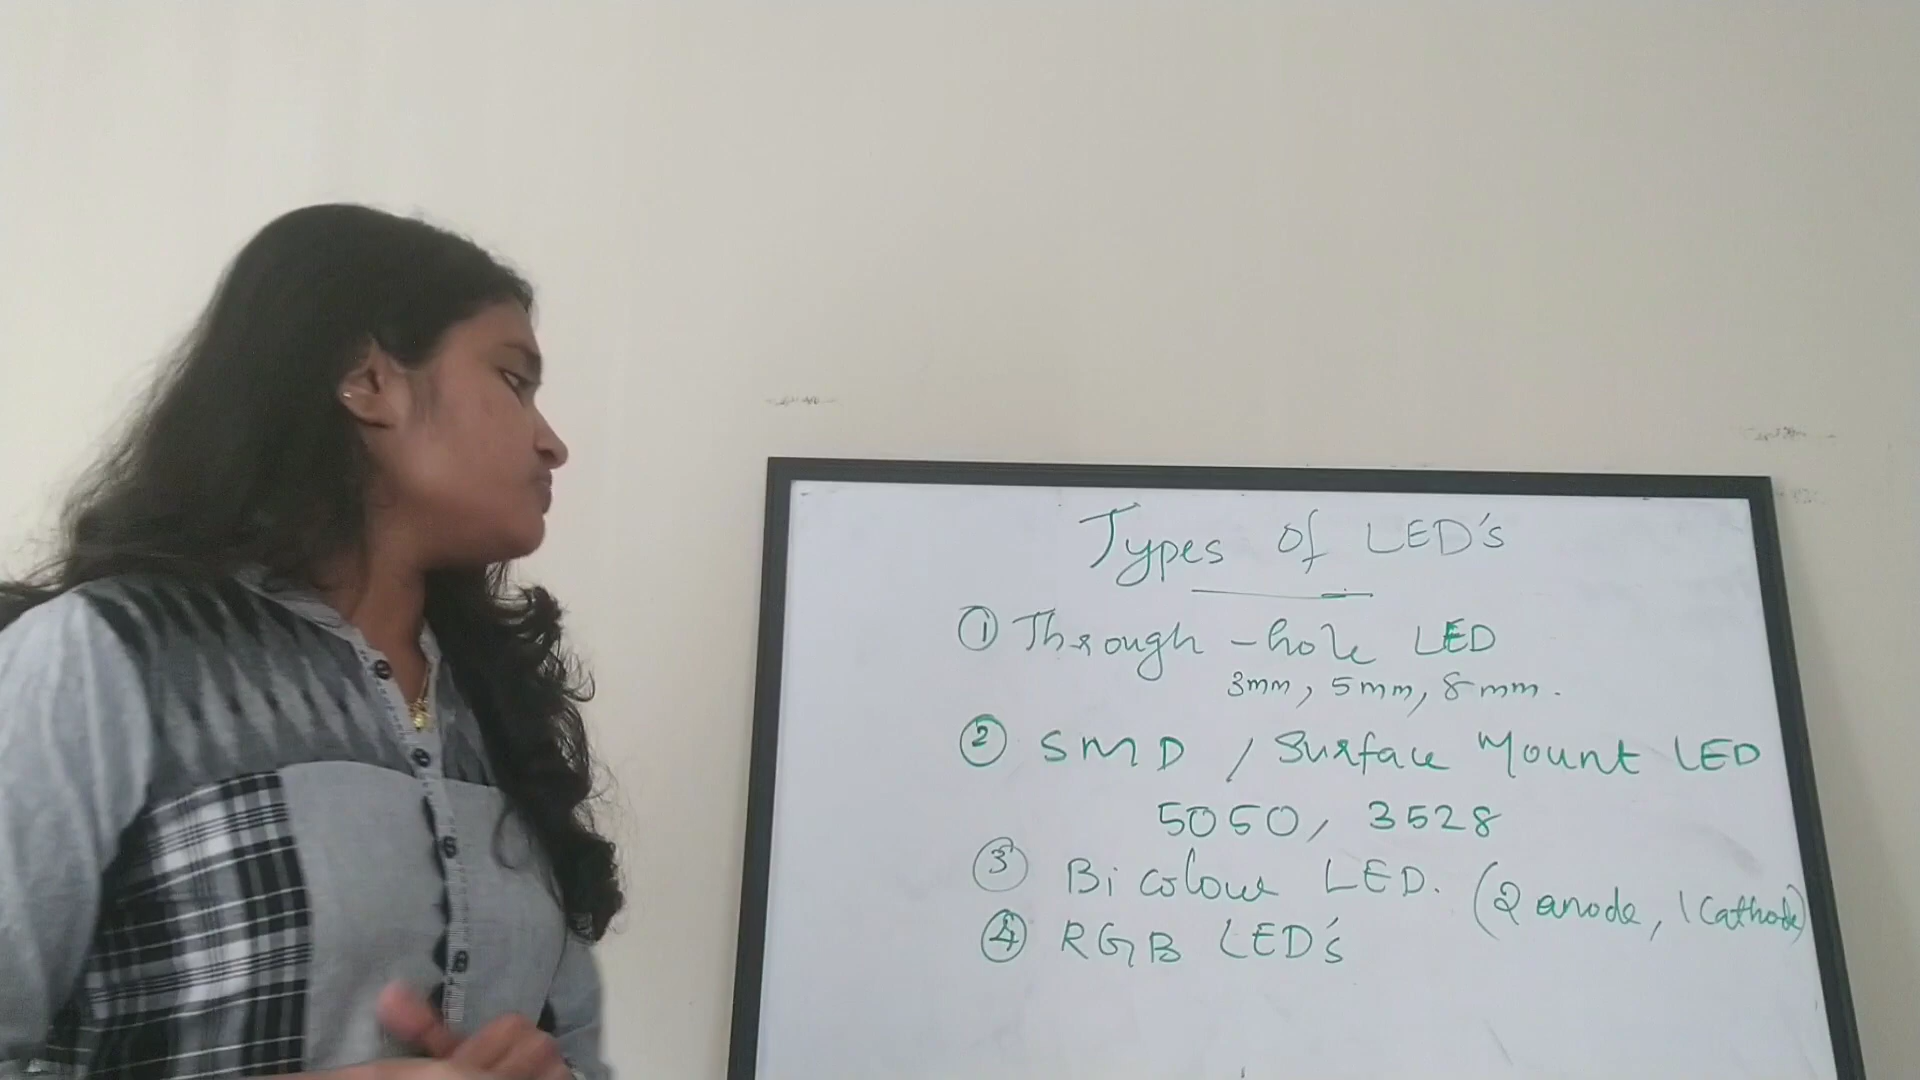 Types of LED's
① Through-hole LED
3mm, 5mm, 8mm.
② SMD / Surface Mount LED
5050, 3528
③ Bi colour LED. (2 anode, 1 Cathode)
④ RGB LED's